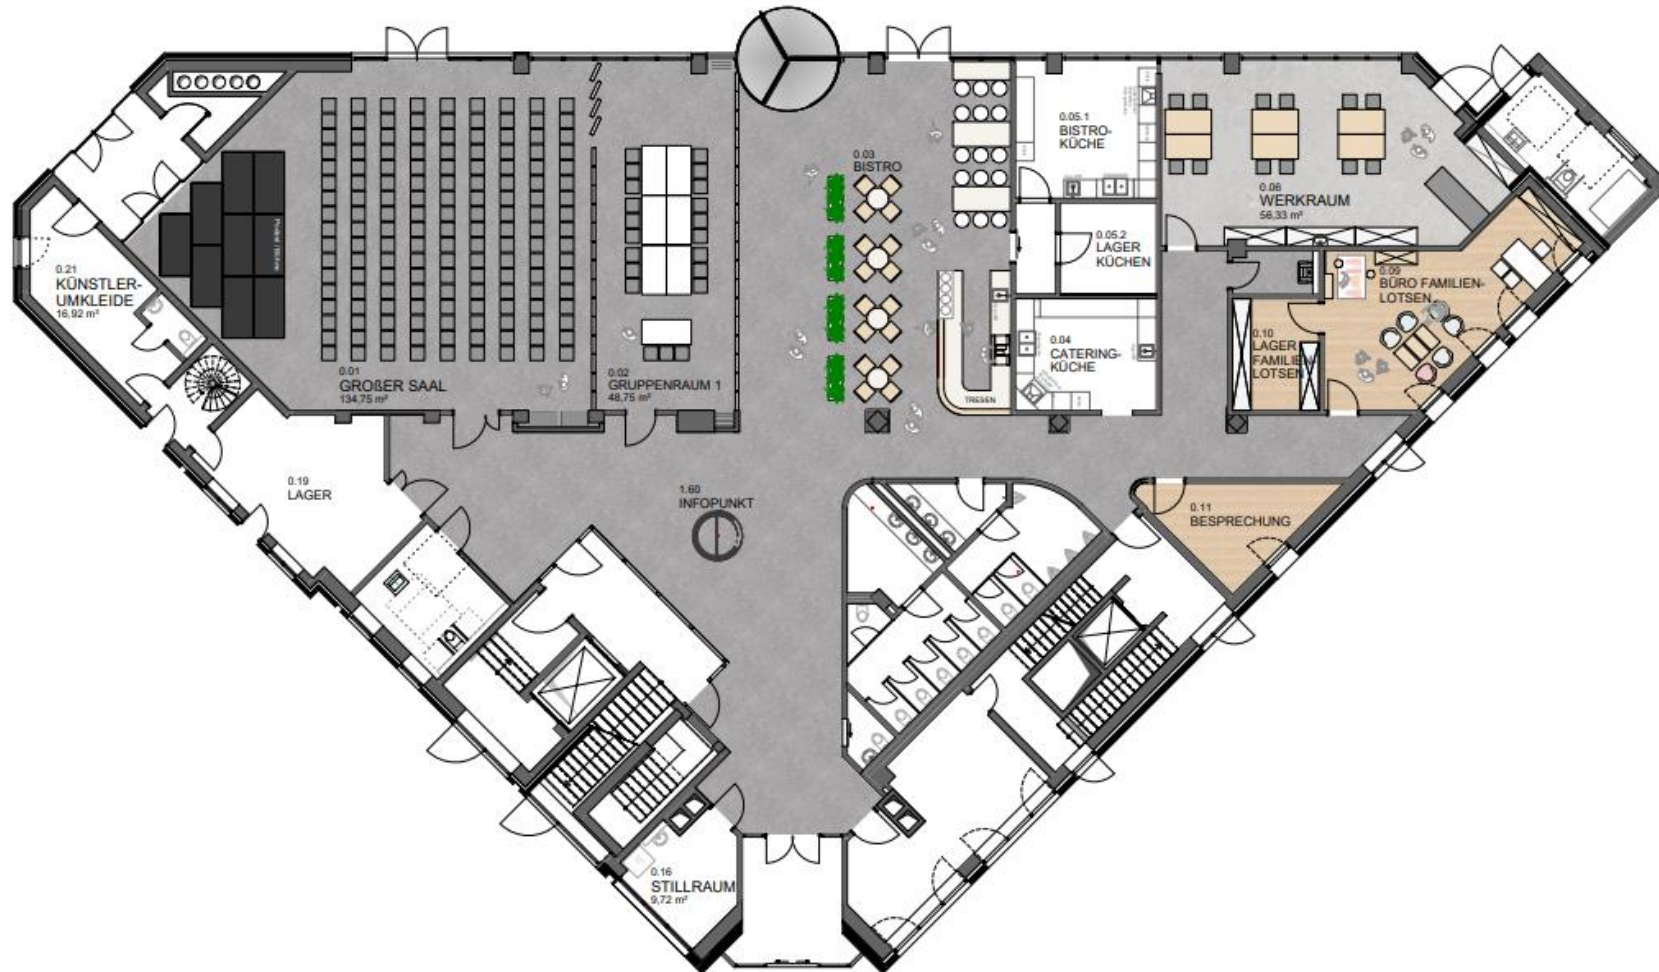 0.05.1
BISTRO-
KÜCHE
0.03
BISTRO
0.06
WERKRAUM
56,33 m²
0.05.2
LAGER
KÜCHEN
0.21
KÜNSTLER-
UMKLEIDE
16,92 m²
0.09
BÜRO FAMILIEN-
LOTSEN
0.01
GROßER SAAL
134,75 m²
0.02
GRUPPENRAUM 1
48,75 m²
0.04
CATERING-
KÜCHE
0.10
LAGER
FAMILIEN-
LOTSEN
TRESEN
0.19
LAGER
1.60
INFOPUNKT
0.11
BESPRECHUNG
0.16
STILLRAUM
9,72 m²